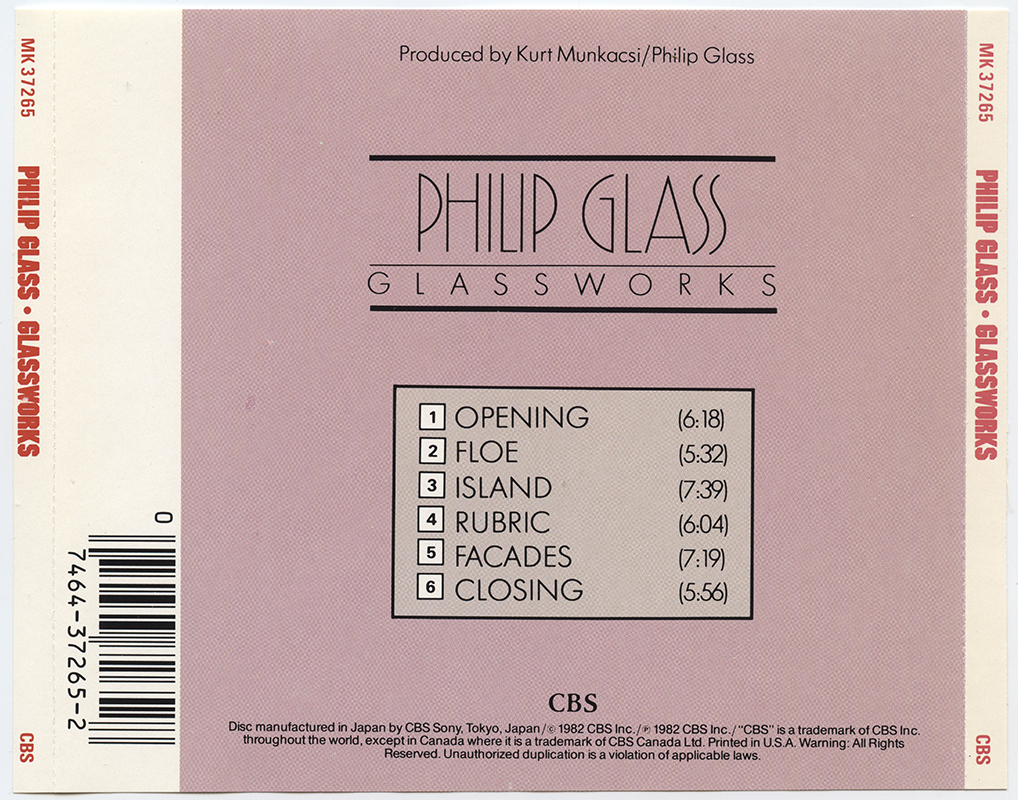 Produced by Kurt Munkacsi/Philip Glass
PHILIP GLASS
GLASSWORKS
1 OPENING (6:18)
2 FLOE (5:32)
3 ISLAND (7:39)
4 RUBRIC (6:04)
5 FACADES (7:19)
6 CLOSING (5:56)
CBS
Disc manufactured in Japan by CBS Sony, Tokyo, Japan/© 1982 CBS Inc./℗ 1982 CBS Inc./“CBS” is a trademark of CBS Inc.
throughout the world, except in Canada where it is a trademark of CBS Canada Ltd. Printed in U.S.A. Warning: All Rights
Reserved. Unauthorized duplication is a violation of applicable laws.
MK 37265 PHILIP GLASS • GLASSWORKS CBS
0
7464-37265-2
MK 37265 PHILIP GLASS • GLASSWORKS CBS